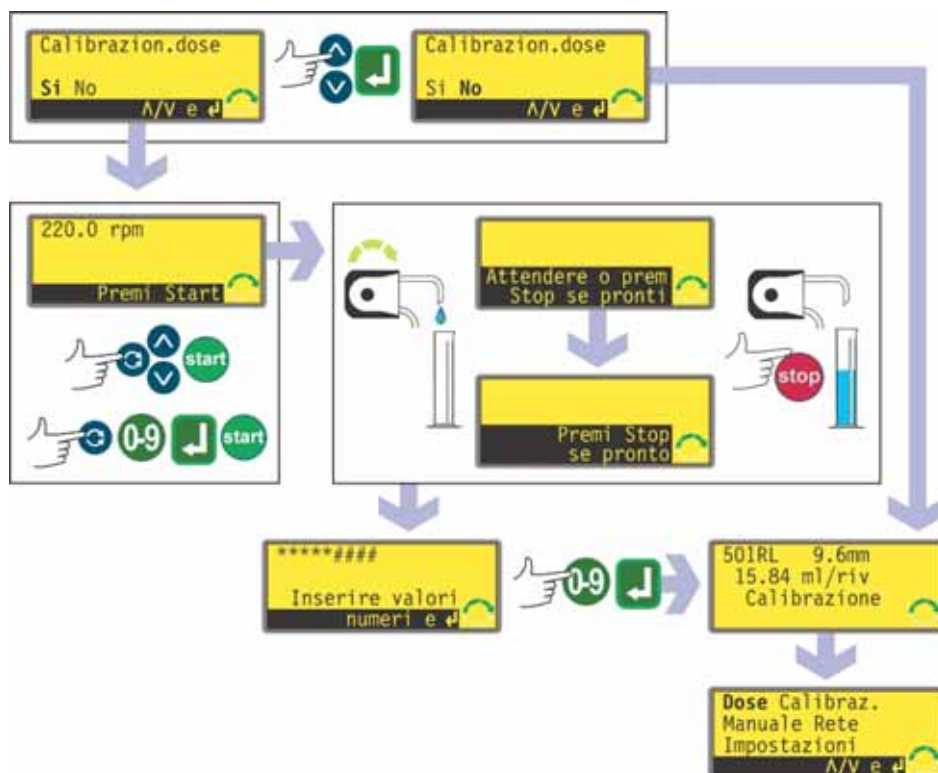 Calibrazion.dose
Si No
Λ/V e ↲
Calibrazion.dose
Si No
Λ/V e ↲
220.0 rpm
Premi Start
start
0-9
start
Attendere o prem
Stop se pronti
Premi Stop
se pronto
stop
*****####
Inserire valori
numeri e ↲
0-9
501RL 9.6mm
15.84 ml/riv
Calibrazione
Dose Calibraz.
Manuale Rete
Impostazioni
Λ/V e ↲